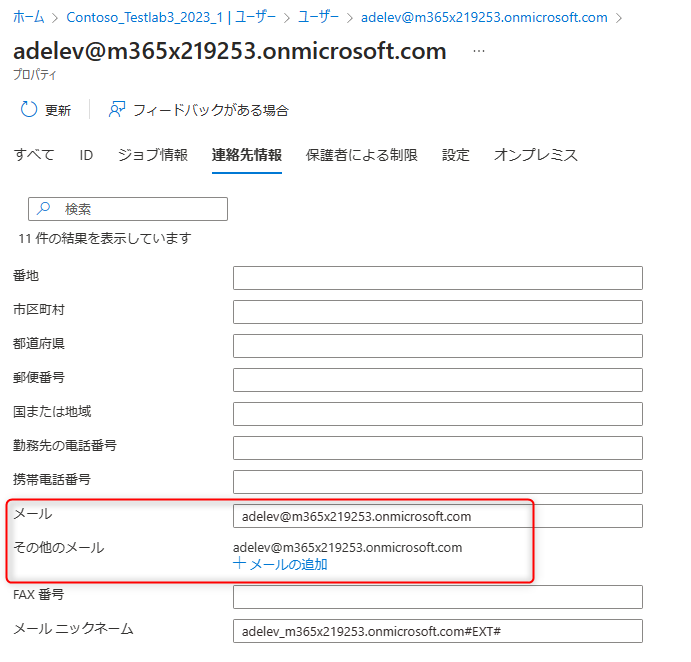 ホーム > Contoso_Testlab3_2023_1 | ユーザー > ユーザー > adelev@m365x219253.onmicrosoft.com >
adelev@m365x219253.onmicrosoft.com ...
プロパティ
更新 フィードバックがある場合
すべて ID ジョブ情報 連絡先情報 保護者による制限 設定 オンプレミス
検索
11 件の結果を表示しています
番地
市区町村
都道府県
郵便番号
国または地域
勤務先の電話番号
携帯電話番号
メール adelev@m365x219253.onmicrosoft.com
その他のメール adelev@m365x219253.onmicrosoft.com
+ メールの追加
FAX 番号
メール ニックネーム adelev_m365x219253.onmicrosoft.com#EXT#